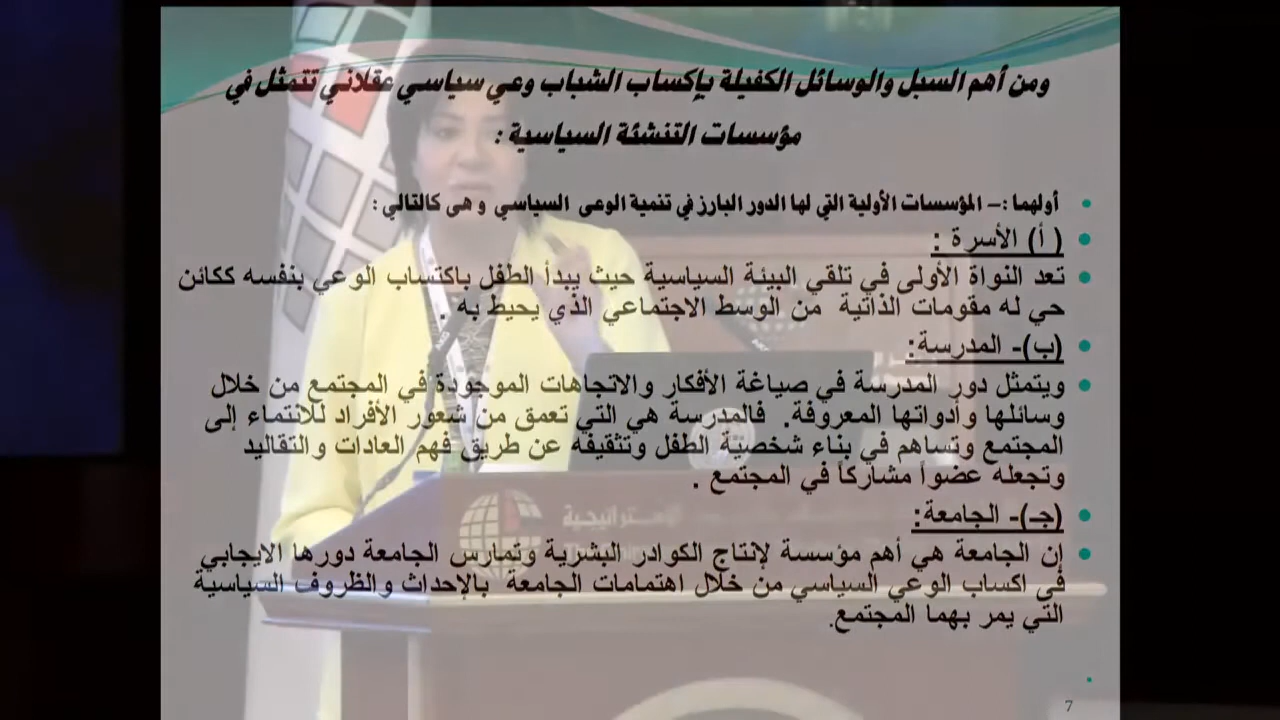 ومن أهم السبل والوسائل الكفيلة بإكساب الشباب وعي سياسي عقلاني تتمثل في
مؤسسات التنشئة السياسية :
أولهما :– المؤسسات الأولية التي لها الدور البارز في تنمية الوعى السياسي و هى كالتالي :
( أ) الأسرة :
تعد النواة الأولى في تلقي البيئة السياسية حيث يبدأ الطفل باكتساب الوعي بنفسه ككائن
حي له مقومات الذاتية من الوسط الاجتماعي الذي يحيط به .
(ب)- المدرسة:
ويتمثل دور المدرسة في صياغة الأفكار والاتجاهات الموجودة في المجتمع من خلال
وسائلها وأدواتها المعروفة. فالمدرسة هي التي تعمق من شعور الأفراد للانتماء إلى
المجتمع وتساهم في بناء شخصية الطفل وتثقيفه عن طريق فهم العادات والتقاليد
وتجعله عضواً مشاركاً في المجتمع .
(جـ)- الجامعة:
إن الجامعة هي أهم مؤسسة لإنتاج الكوادر البشرية وتمارس الجامعة دورها الايجابي
في اكساب الوعي السياسي من خلال اهتمامات الجامعة بالإحداث والظروف السياسية
التي يمر بهما المجتمع.
7